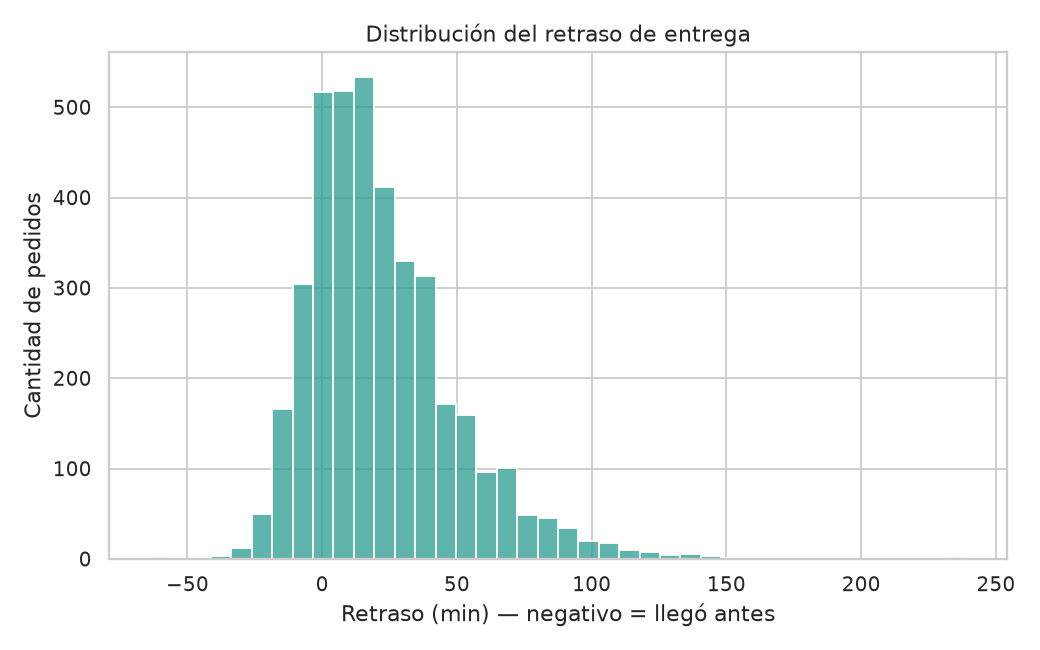 Distribución del retraso de entrega
Cantidad de pedidos
500
400
300
200
100
0
−50 0 50 100 150 200 250
Retraso (min) — negativo = llegó antes